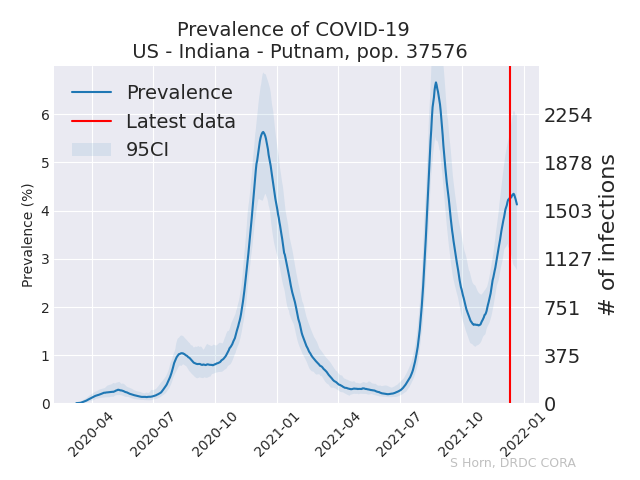 Prevalence of COVID-19
US - Indiana - Putnam, pop. 37576
Prevalence
Latest data
95CI
Prevalence (%)
6
5
4
3
2
1
0
2254
1878
1503
1127
751
375
0
# of infections
2020-04
2020-07
2020-10
2021-01
2021-04
2021-07
2021-10
2022-01
S Horn, DRDC CORA